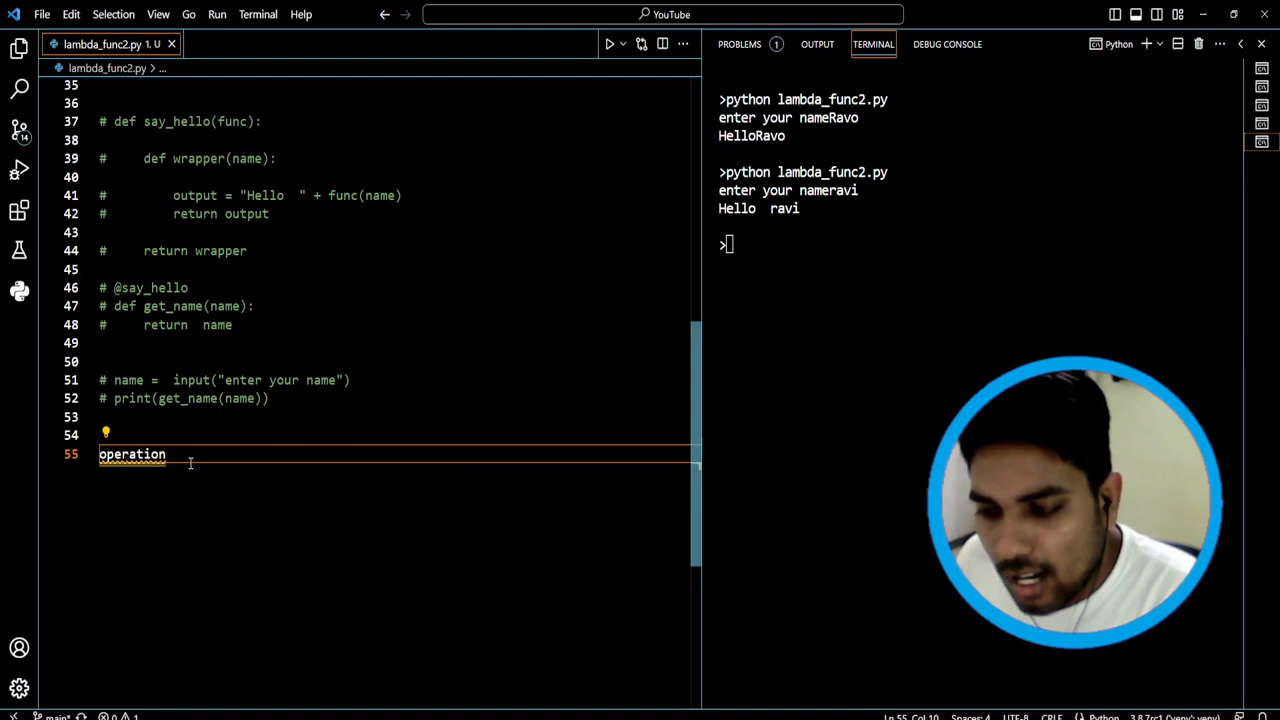 File Edit Selection View Go Run Terminal Help
YouTube
lambda_func2.py 1, U
PROBLEMS 1 OUTPUT TERMINAL DEBUG CONSOLE
Python
lambda_func2.py > ...
35
36
37 # def say_hello(func):
38
39 #     def wrapper(name):
40
41 #         output = "Hello  " + func(name)
42 #         return output
43
44 #     return wrapper
45
46 # @say_hello
47 # def get_name(name):
48 #     return  name
49
50
51 # name =  input("enter your name")
52 # print(get_name(name))
53
54
55 operation
>python lambda_func2.py
enter your nameRavo
HelloRavo
>python lambda_func2.py
enter your nameravi
Hello  ravi
>
14
main* 0 1 Ln 55, Col 10 Spaces: 4 UTF-8 CRLF Python 3.8.7rc1 ('venv': venv)